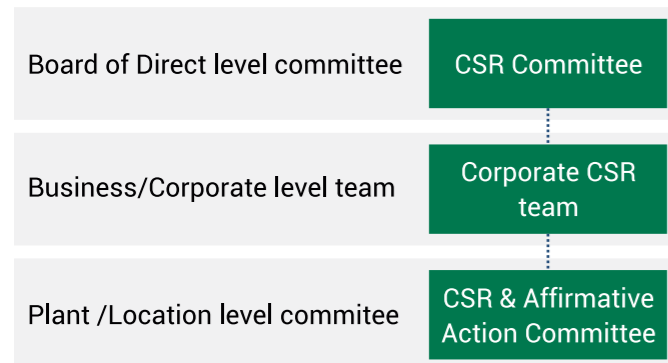 Board of Direct level committee
CSR Committee
Business/Corporate level team
Corporate CSR
team
Plant /Location level commitee
CSR & Affirmative
Action Committee